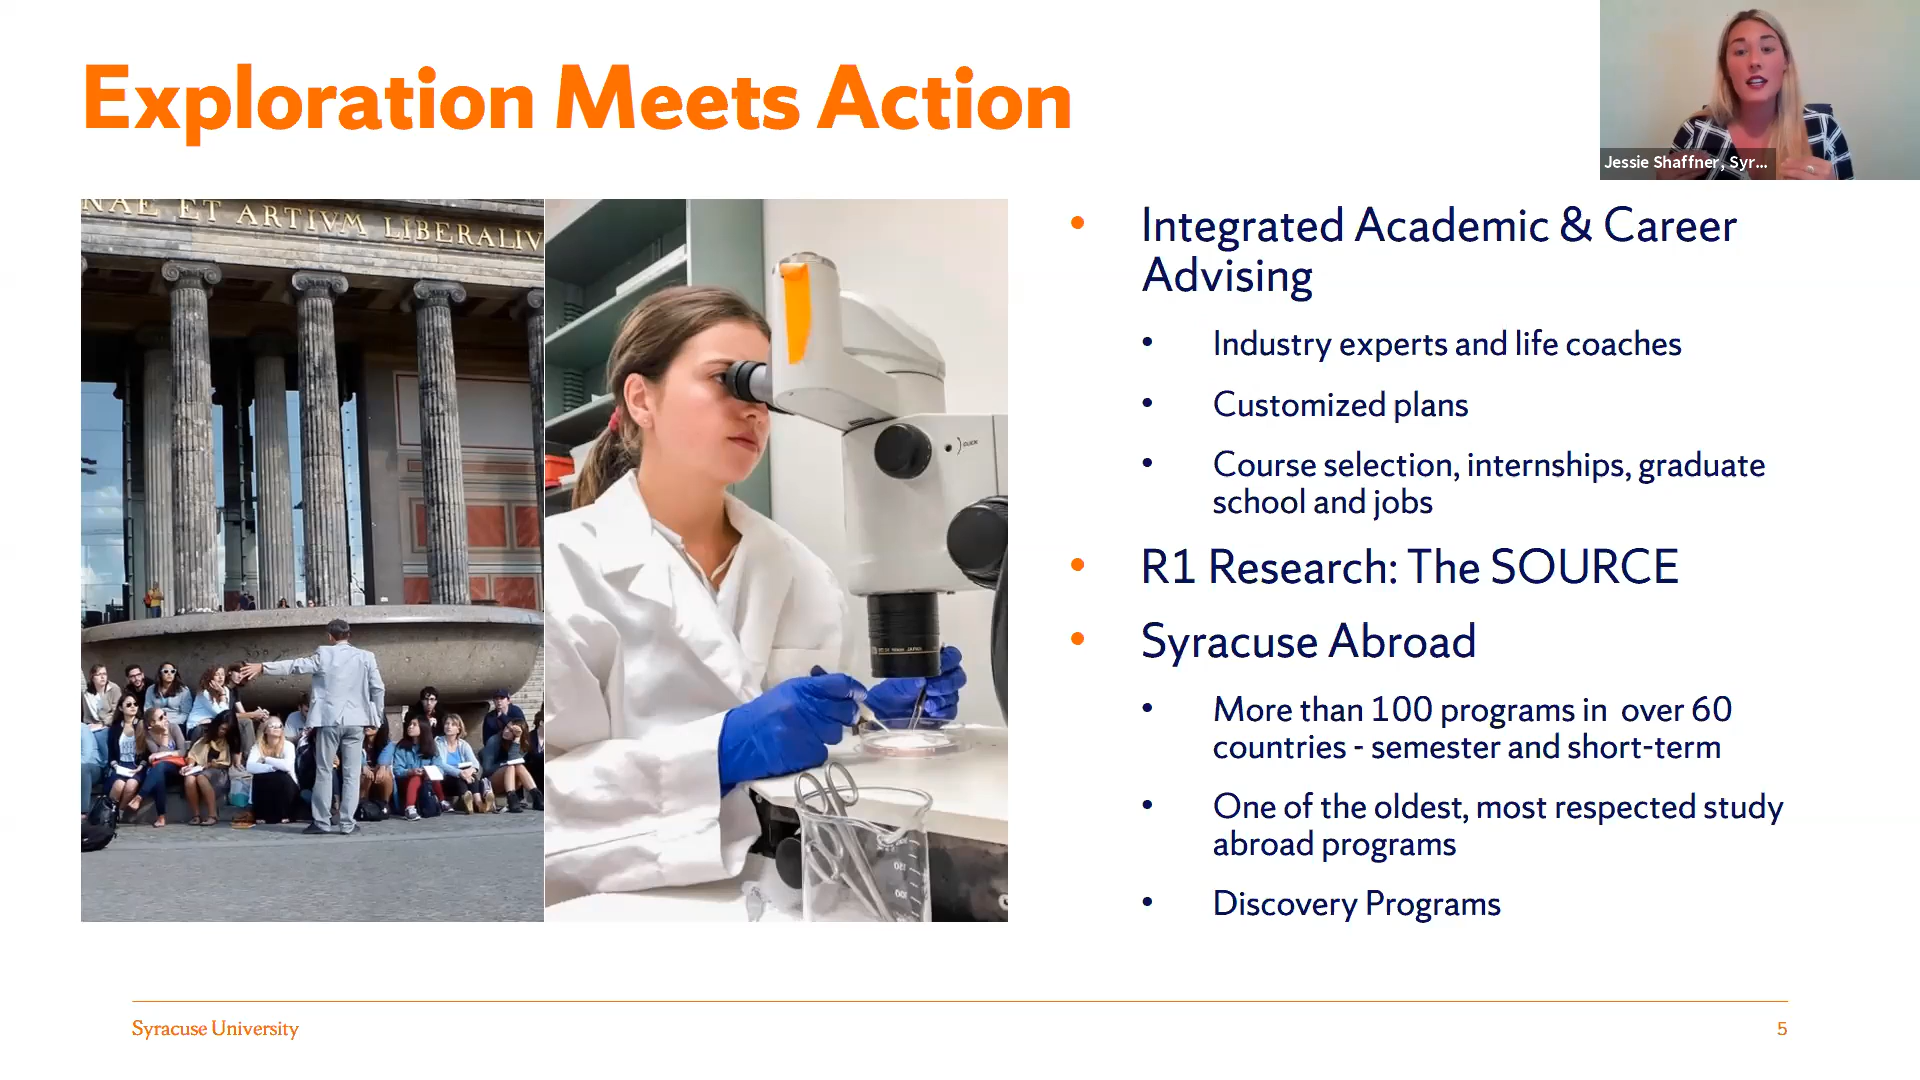 Exploration Meets Action
Jessie Shaffner, Syr...
NAE ET ARTIVM LIBERALIV
Integrated Academic & Career
Advising
Industry experts and life coaches
Customized plans
Course selection, internships, graduate
school and jobs
R1 Research: The SOURCE
Syracuse Abroad
More than 100 programs in over 60
countries - semester and short-term
One of the oldest, most respected study
abroad programs
Discovery Programs
Syracuse University
5